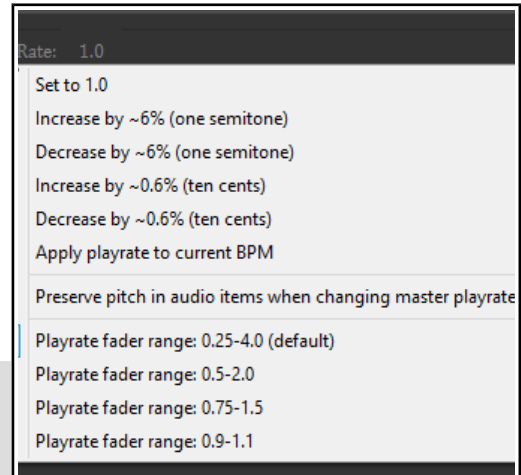 Rate: 1.0
Set to 1.0
Increase by ~6% (one semitone)
Decrease by ~6% (one semitone)
Increase by ~0.6% (ten cents)
Decrease by ~0.6% (ten cents)
Apply playrate to current BPM
Preserve pitch in audio items when changing master playrate
Playrate fader range: 0.25-4.0 (default)
Playrate fader range: 0.5-2.0
Playrate fader range: 0.75-1.5
Playrate fader range: 0.9-1.1